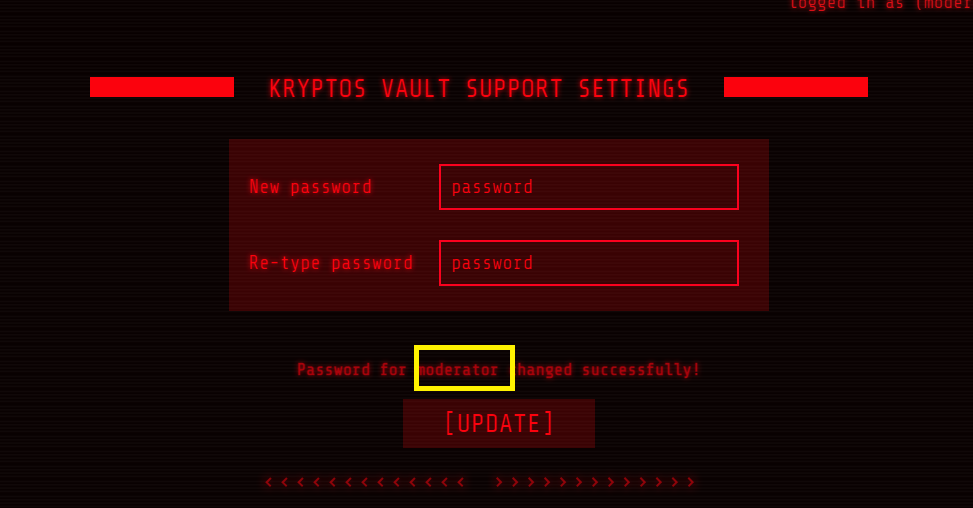 logged in as (moder
KRYPTOS VAULT SUPPORT SETTINGS
New password
password
Re-type password
password
Password for moderator changed successfully!
[UPDATE]
<<<<<<<<<<<<< >>>>>>>>>>>>>